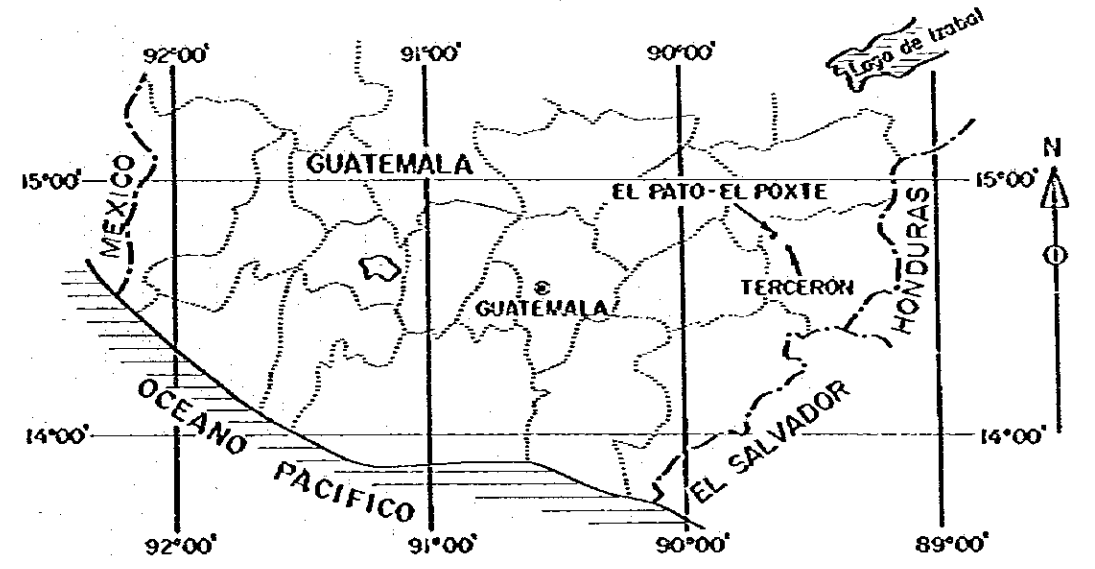 Lago de Izabal
92°00' 91°00' 90°00'
N
GUATEMALA
15°00' 15°00'
EL PATO-EL POXTE
MEXICO
HONDURAS
TERCERON
GUATEMALA
OCEANO PACIFICO
EL SALVADOR
14°00' 14°00'
92°00' 91°00' 90°00' 89°00'